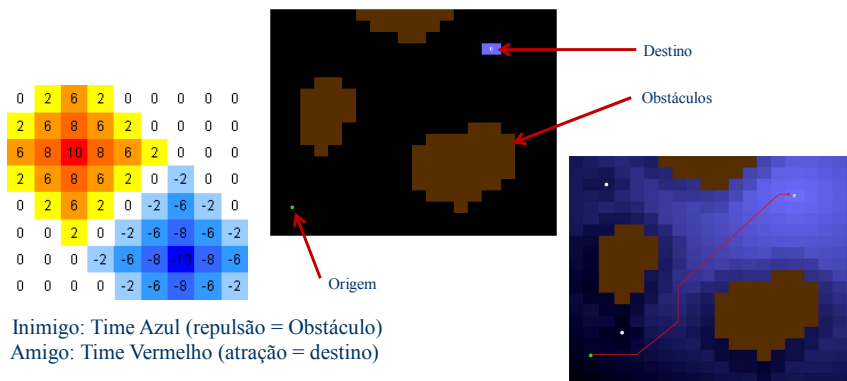 Destino
Obstáculos
0 2 6 2 0 0 0 0 0
2 6 8 6 2 0 0 0 0
6 8 10 8 6 2 0 0 0
2 6 8 6 2 0 -2 0 0
0 2 6 2 0 -2 -6 -2 0
0 0 2 0 -2 -6 -8 -6 -2
0 0 0 -2 -6 -8 -10 -8 -6
0 0 0 0 -2 -6 -8 -6 -2
Origem
Inimigo: Time Azul (repulsão = Obstáculo)
Amigo: Time Vermelho (atração = destino)